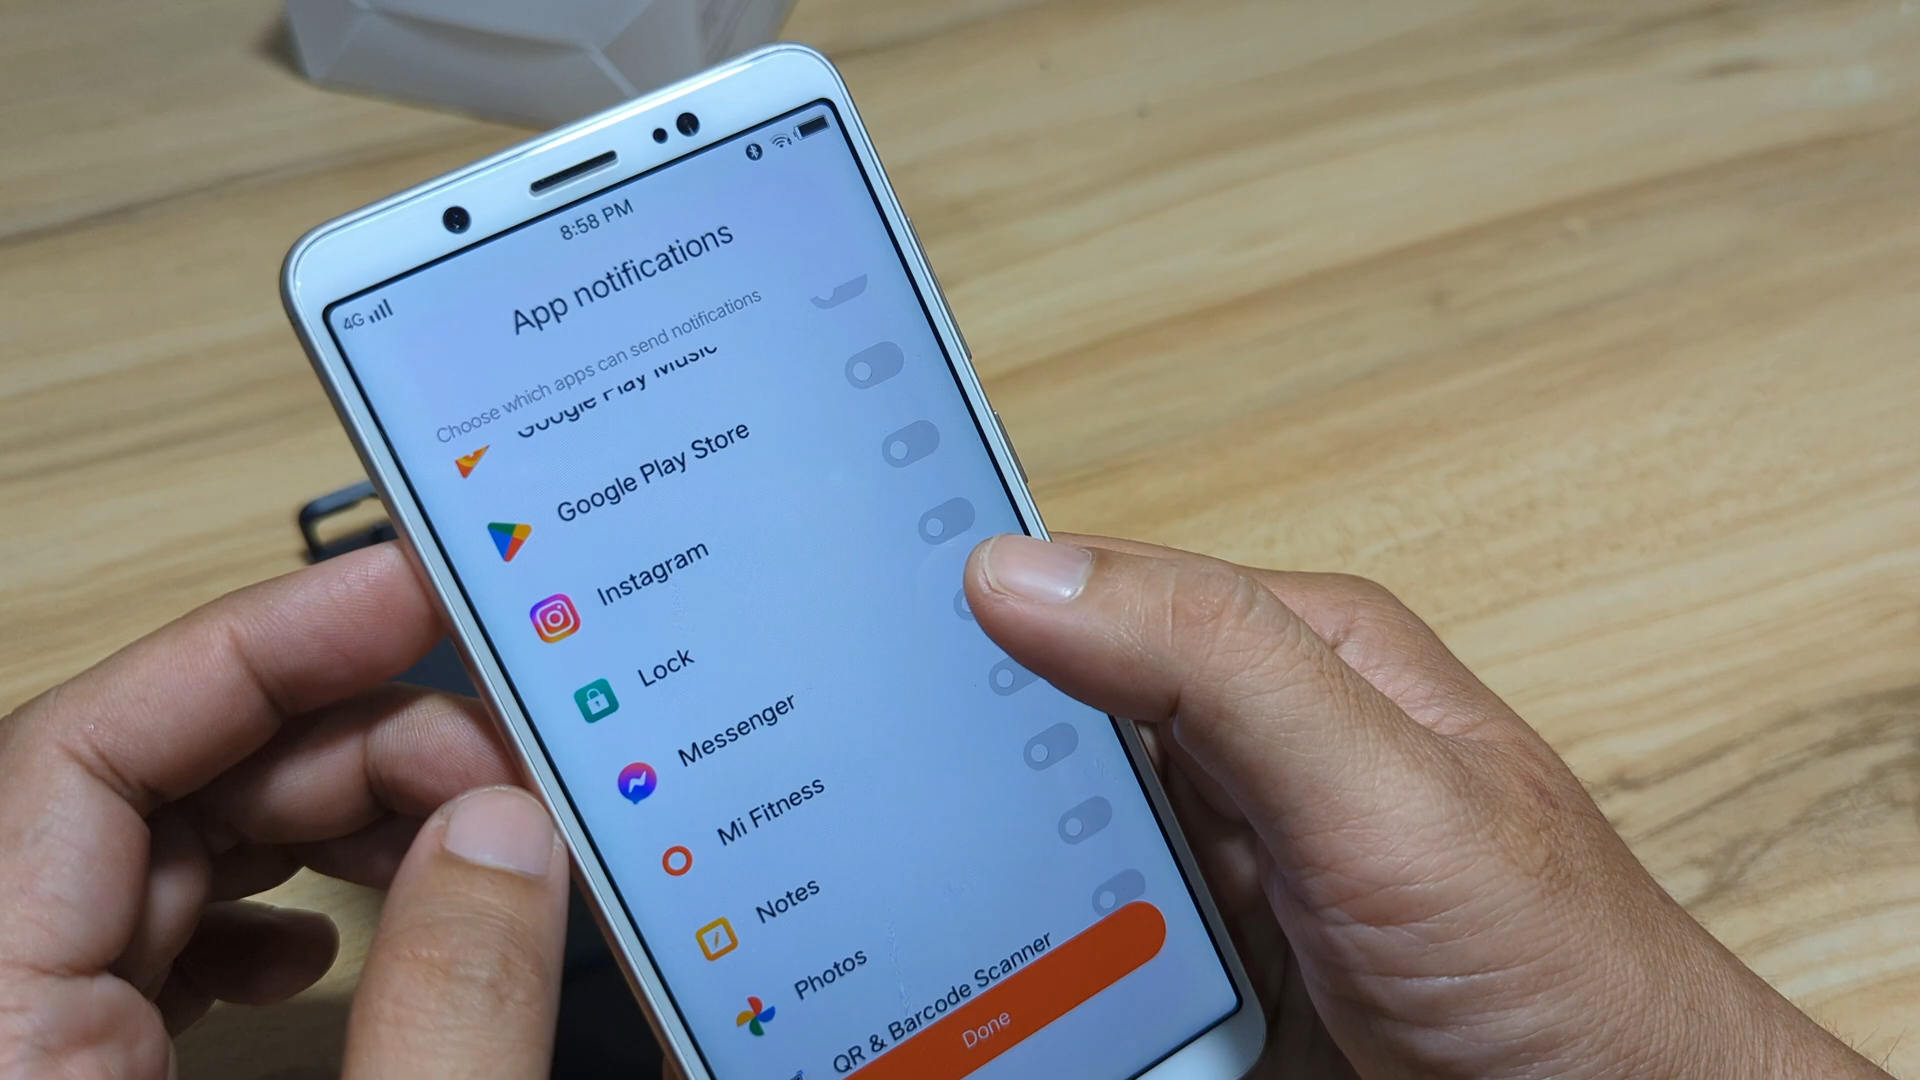 4G
8:58 PM
App notifications
Choose which apps can send notifications
Google Play Music
Google Play Store
Instagram
Lock
Messenger
Mi Fitness
Notes
Photos
QR & Barcode Scanner
Done